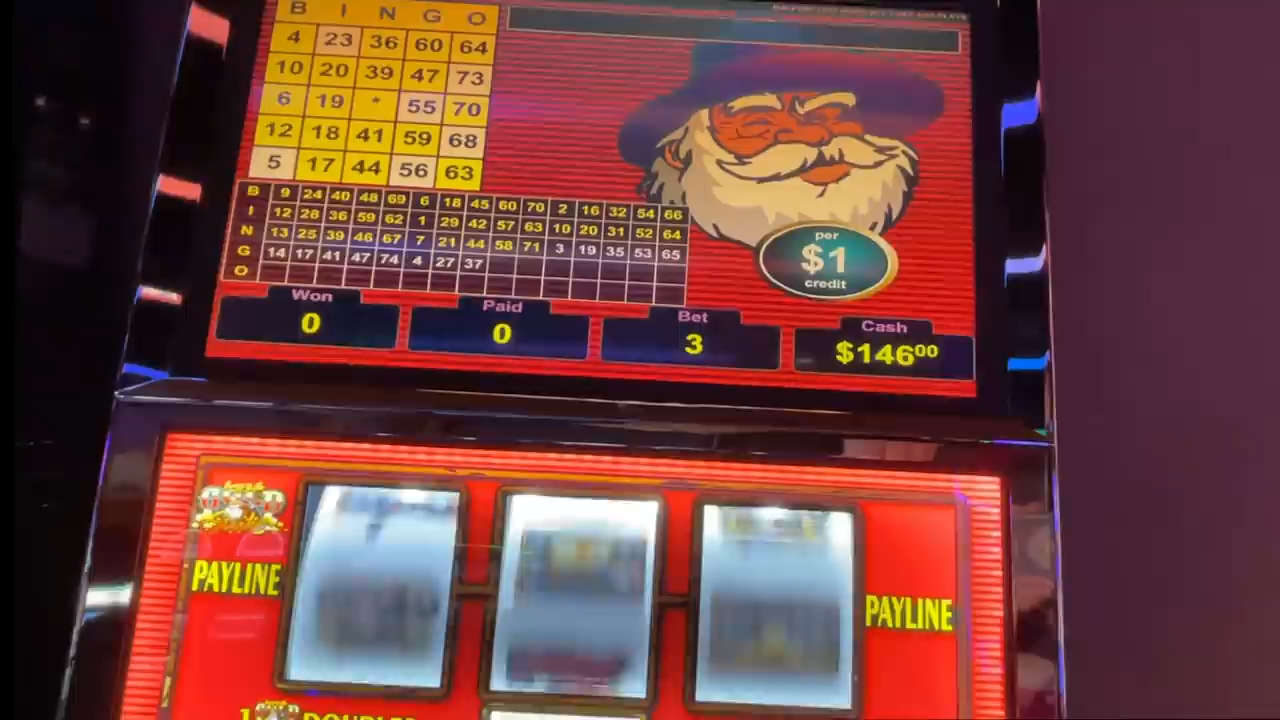 B I N G O
4 23 36 60 64
10 20 39 47 73
6 19 * 55 70
12 18 41 59 68
5 17 44 56 63
B 9 24 40 48 69 6 18 45 60 70 2 16 32 54 66
I 12 28 36 59 62 1 29 42 57 63 10 20 31 52 64
N 13 25 39 46 67 7 21 44 58 71 3 19 35 53 65
G 14 17 41 47 74 4 27 37
O
per
$1
credit
Won
0
Paid
0
Bet
3
Cash
$146⁰⁰
PAYLINE
PAYLINE